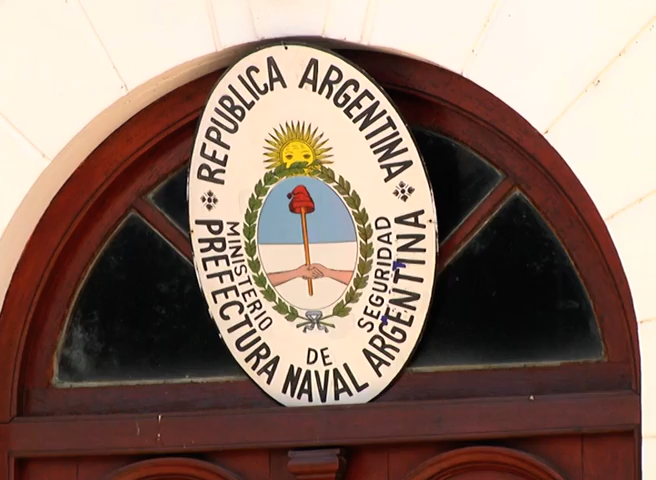 REPUBLICA ARGENTINA
MINISTERIO DE SEGURIDAD
PREFECTURA NAVAL ARGENTINA